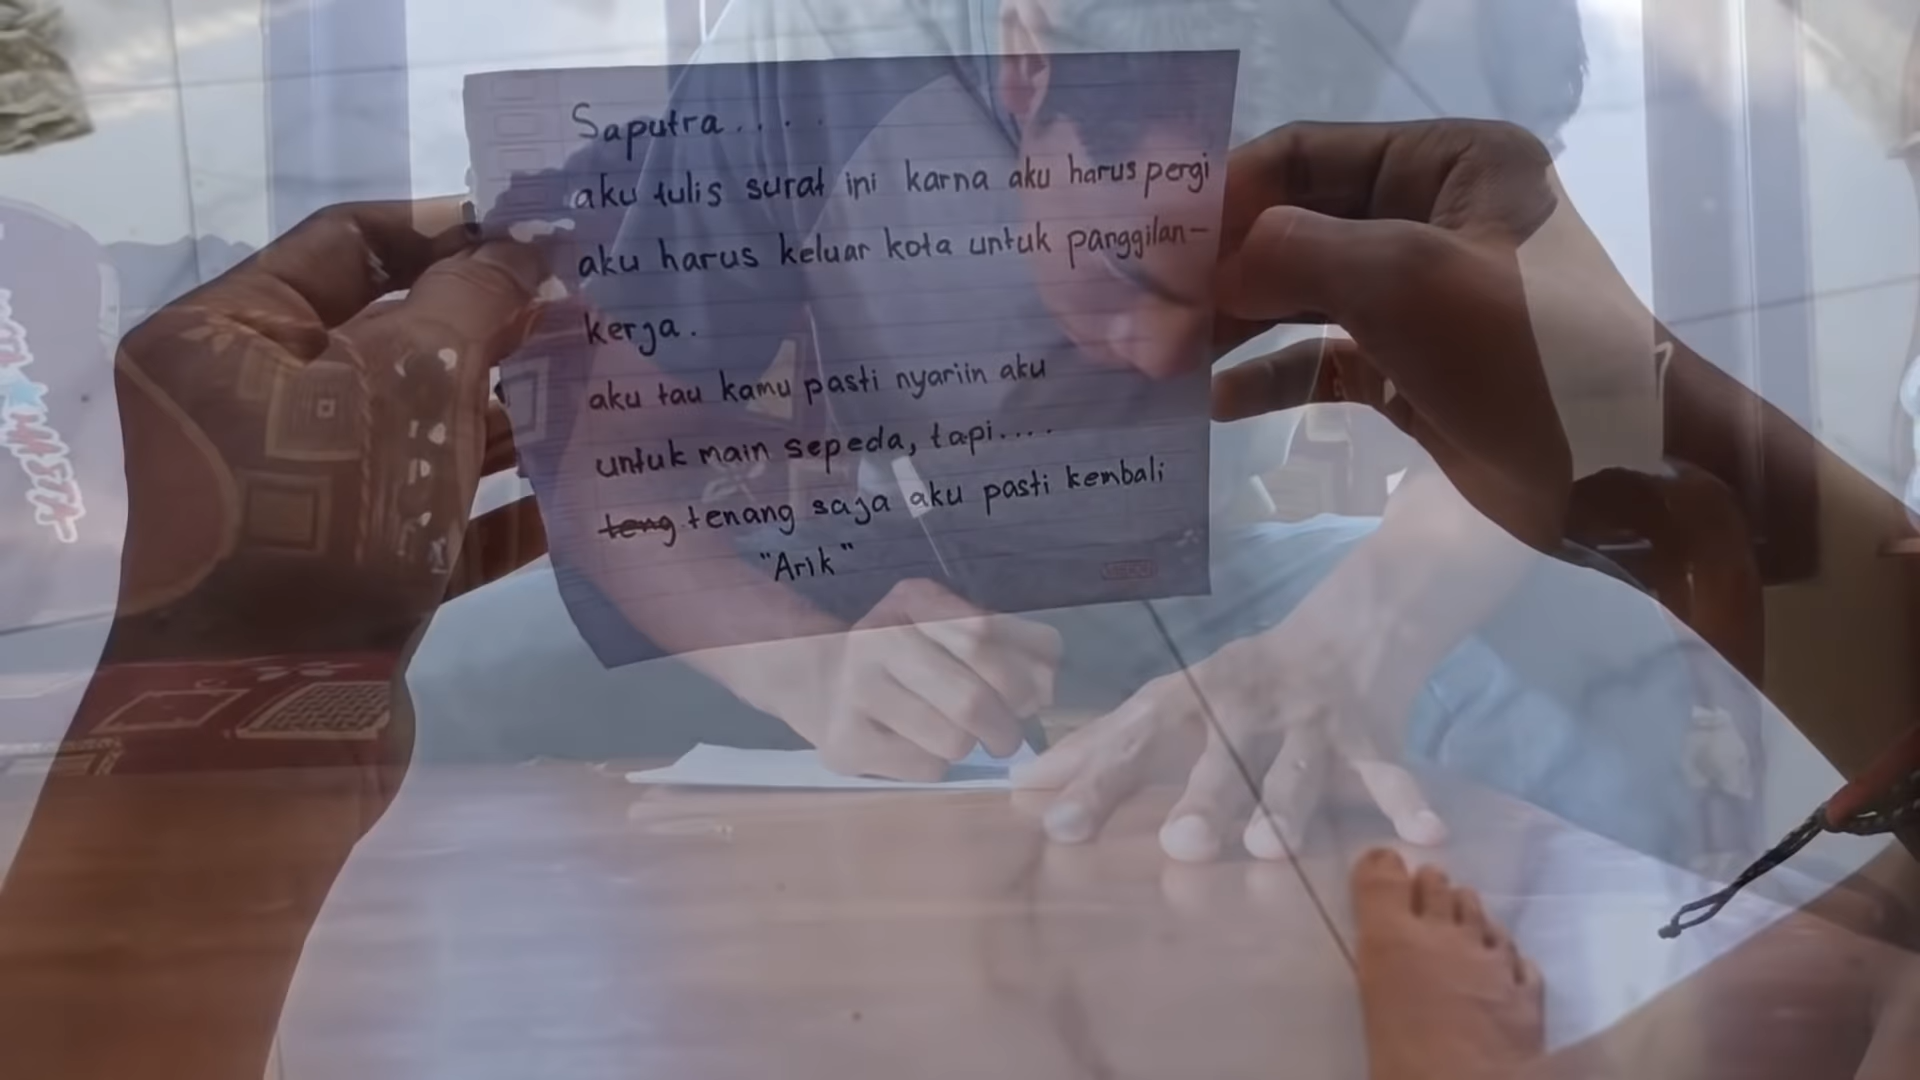 Saputra....
aku tulis surat ini karna aku harus pergi
aku harus keluar kota untuk panggilan-
kerja.
aku tau kamu pasti nyariin aku
untuk main sepeda, tapi....
teng tenang saja aku pasti kembali
"Arik"